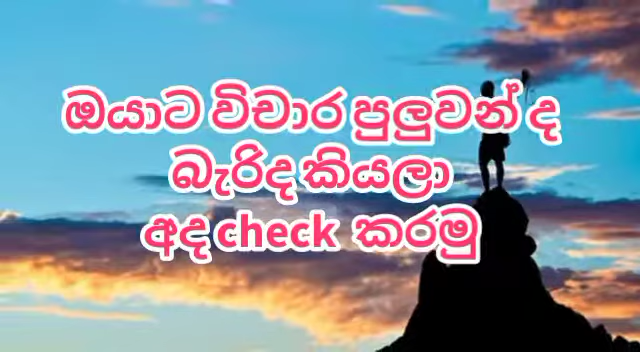 ඔයාට විචාර පුලුවන් ද
බැරිද කියලා
අද check කරමු